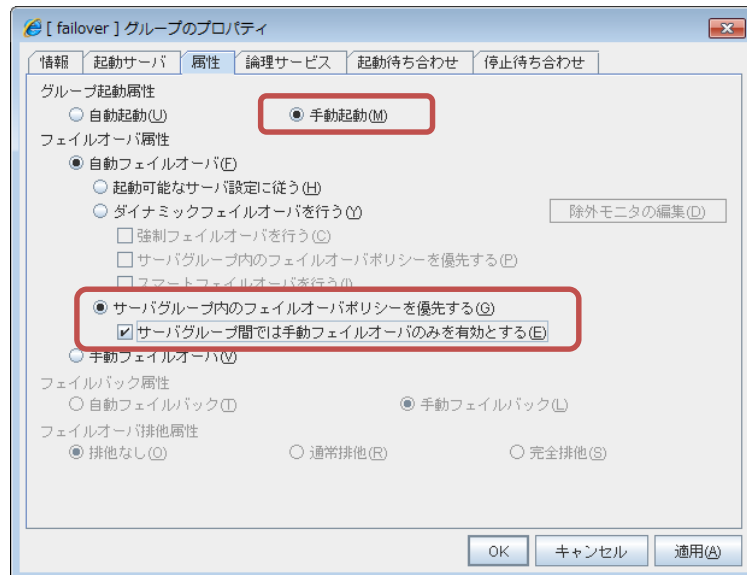 [ failover ] グループのプロパティ
情報 起動サーバ 属性 論理サービス 起動待ち合わせ 停止待ち合わせ
グループ起動属性
自動起動(U) 手動起動(M)
フェイルオーバ属性
自動フェイルオーバ(F)
起動可能なサーバ設定に従う(H)
ダイナミックフェイルオーバを行う(Y) 除外モニタの編集(D)
強制フェイルオーバを行う(C)
サーバグループ内のフェイルオーバポリシーを優先する(P)
スマートフェイルオーバを行う(I)
サーバグループ内のフェイルオーバポリシーを優先する(G)
サーバグループ間では手動フェイルオーバのみを有効とする(E)
手動フェイルオーバ(V)
フェイルバック属性
自動フェイルバック(T) 手動フェイルバック(L)
フェイルオーバ排他属性
排他なし(O) 通常排他(R) 完全排他(S)
OK キャンセル 適用(A)